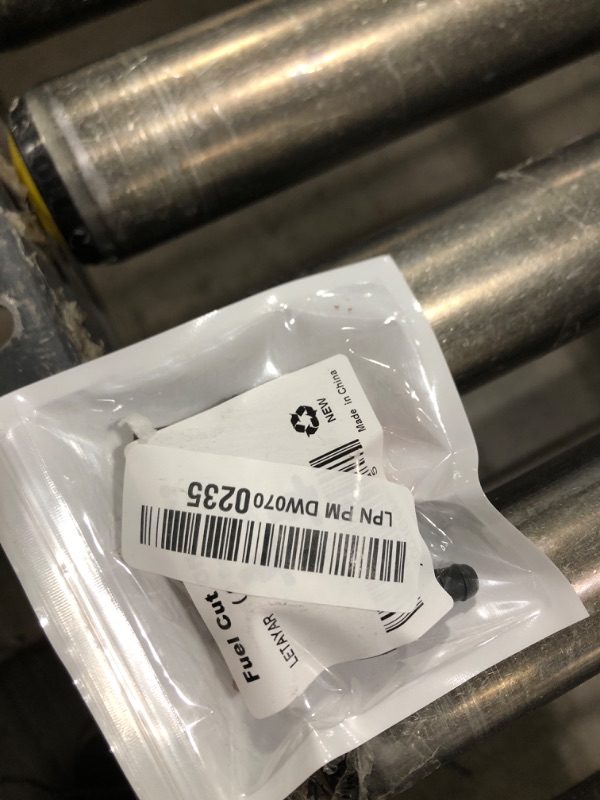 LPN PM DW0700235
NEW
Made in China
Fuel Cut
LETAYAR